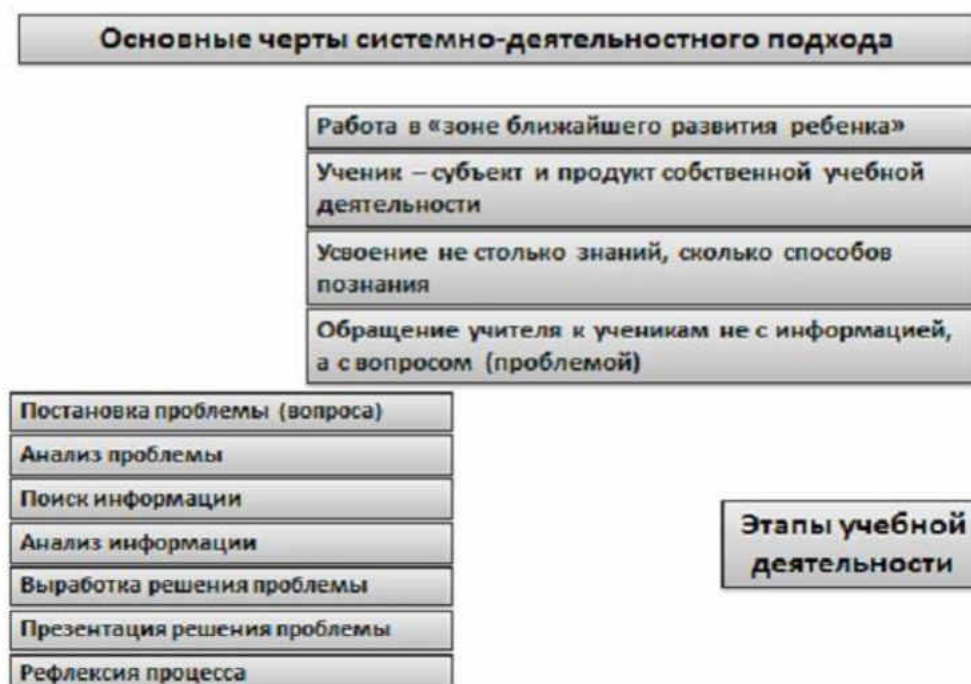 Основные черты системно-деятельностного подхода
Работа в «зоне ближайшего развития ребенка»
Ученик – субъект и продукт собственной учебной
деятельности
Усвоение не столько знаний, сколько способов
познания
Обращение учителя к ученикам не с информацией,
а с вопросом (проблемой)
Постановка проблемы (вопроса)
Анализ проблемы
Поиск информации
Анализ информации
Выработка решения проблемы
Презентация решения проблемы
Рефлексия процесса
Этапы учебной
деятельности